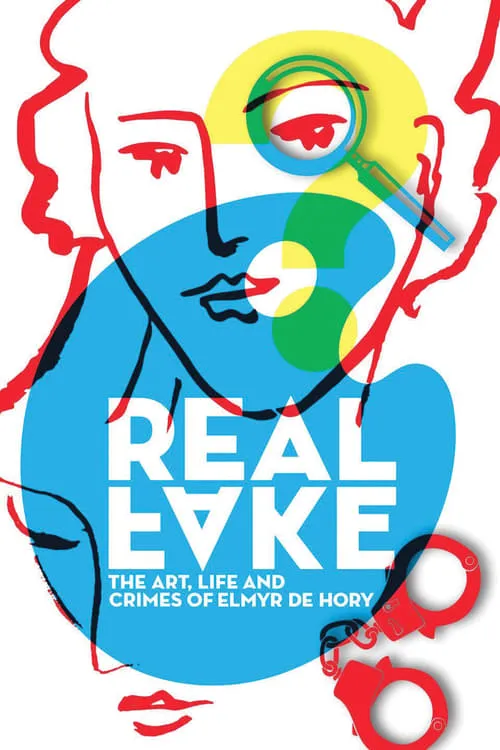 REAL
FAKE
THE ART, LIFE AND
CRIMES OF ELMYR DE HORY